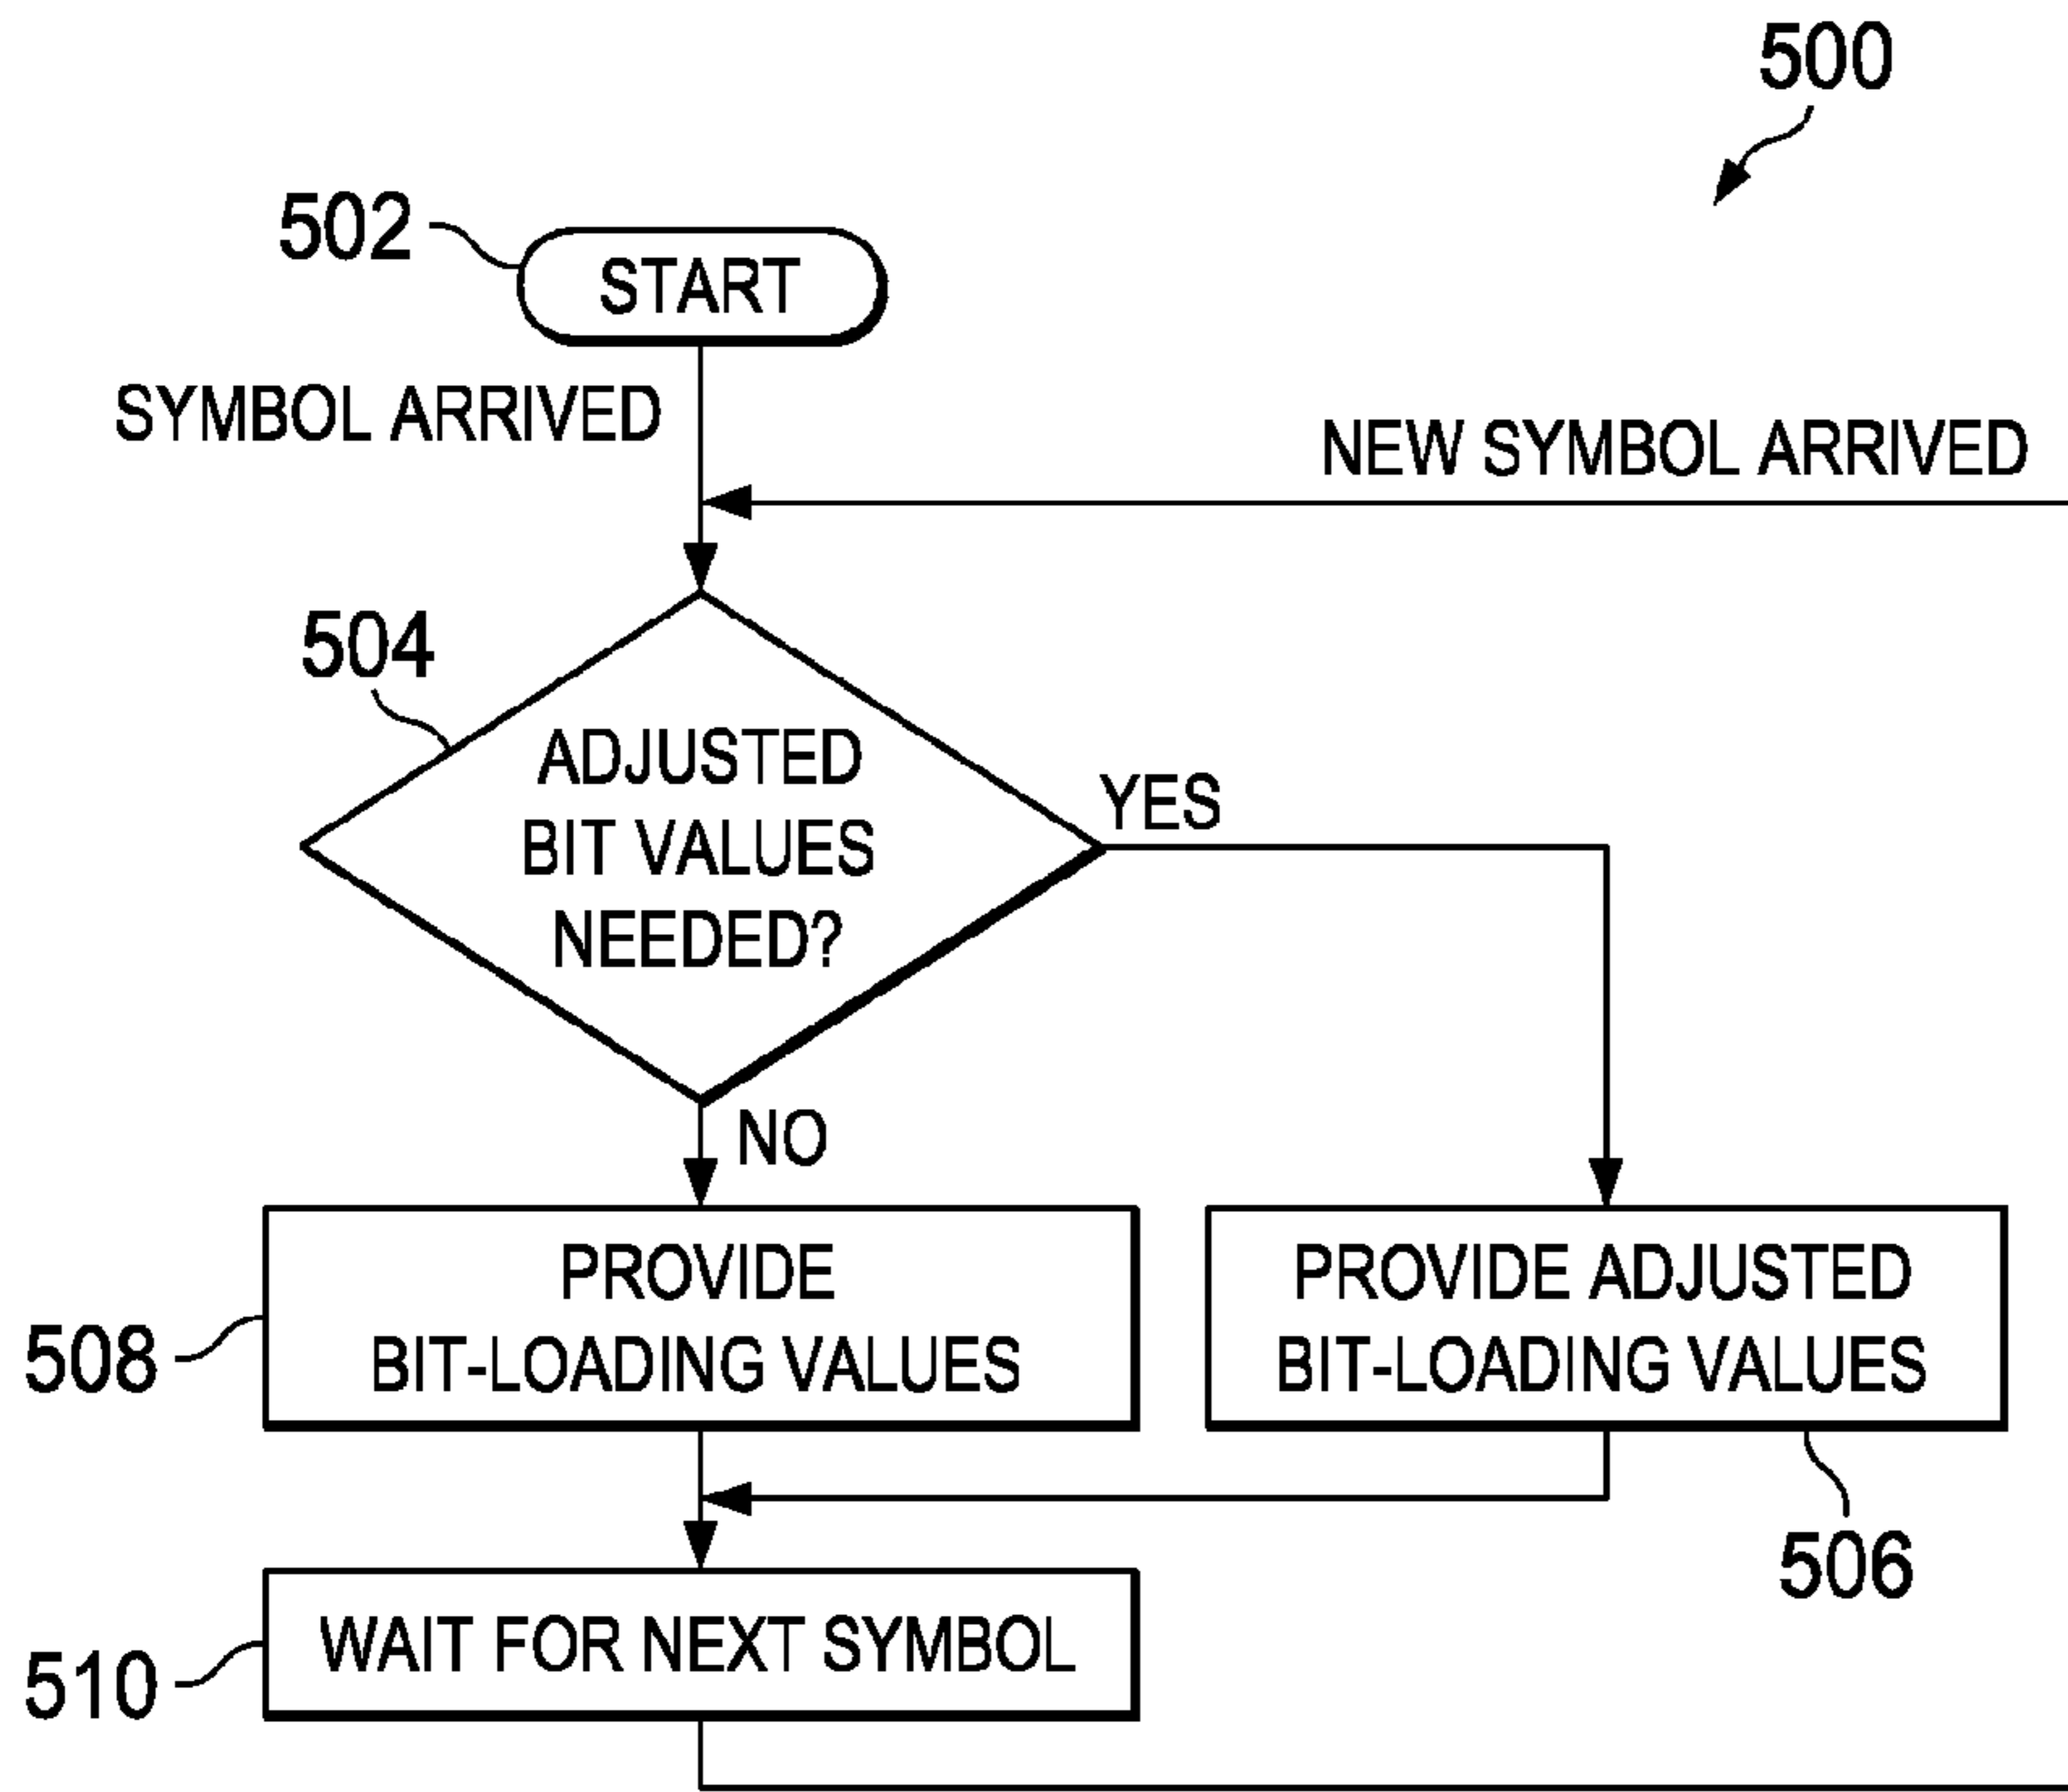 500
502
START
SYMBOL ARRIVED
NEW SYMBOL ARRIVED
504
ADJUSTED
BIT VALUES
NEEDED?
YES
NO
PROVIDE
BIT-LOADING VALUES
508
PROVIDE ADJUSTED
BIT-LOADING VALUES
506
WAIT FOR NEXT SYMBOL
510